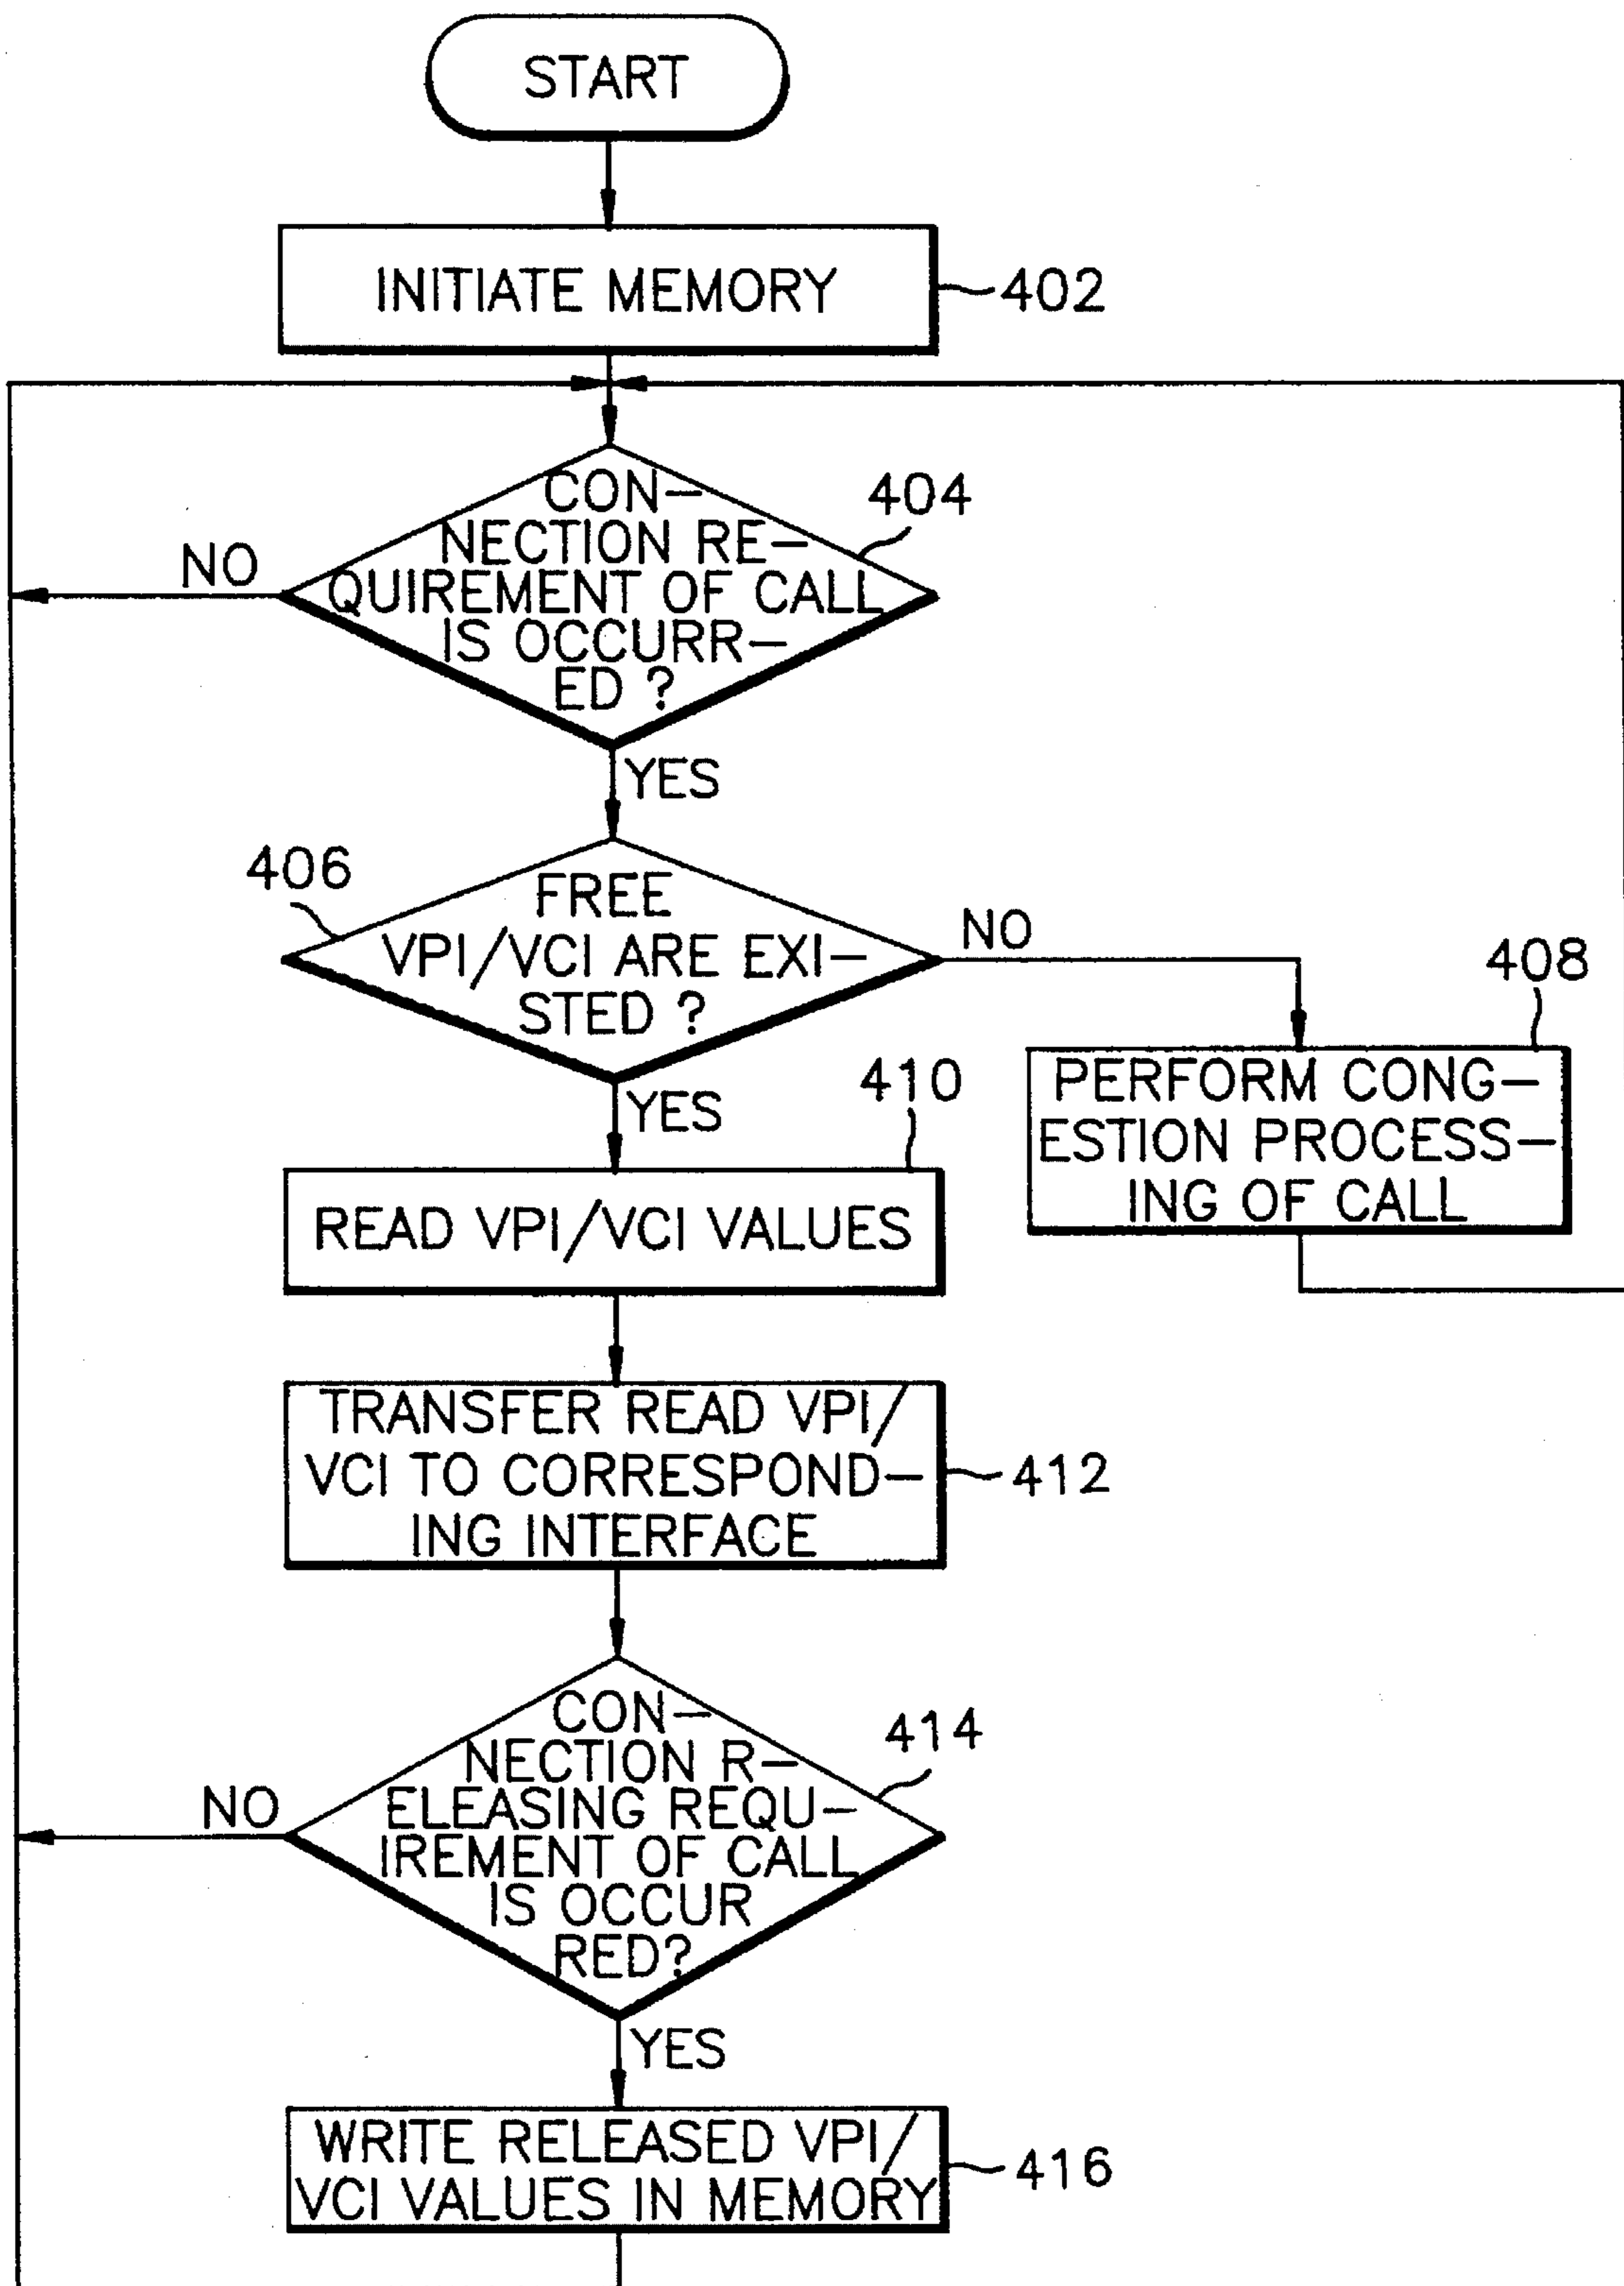 START
INITIATE MEMORY
402
CON-
NECTION RE-
QUIREMENT OF CALL
IS OCCURR-
ED ?
404
NO
YES
406
FREE
VPI/VCI ARE EXI-
STED ?
NO
408
YES
PERFORM CONG-
ESTION PROCESS-
ING OF CALL
410
READ VPI/VCI VALUES
TRANSFER READ VPI/
VCI TO CORRESPOND-
ING INTERFACE
412
CON-
NECTION R-
ELEASING REQU-
IREMENT OF CALL
IS OCCUR
RED?
414
NO
YES
WRITE RELEASED VPI/
VCI VALUES IN MEMORY
416